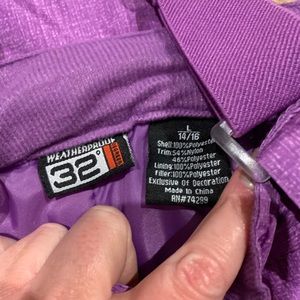 WEATHERPROOF
32°
L
14/16
Shell:100%Polyester
Trim:54%Nylon
46%Polyester
Lining:100%Polyester
Filler:100%Polyester
Exclusive Of Decoration
Made In China
RN#74299